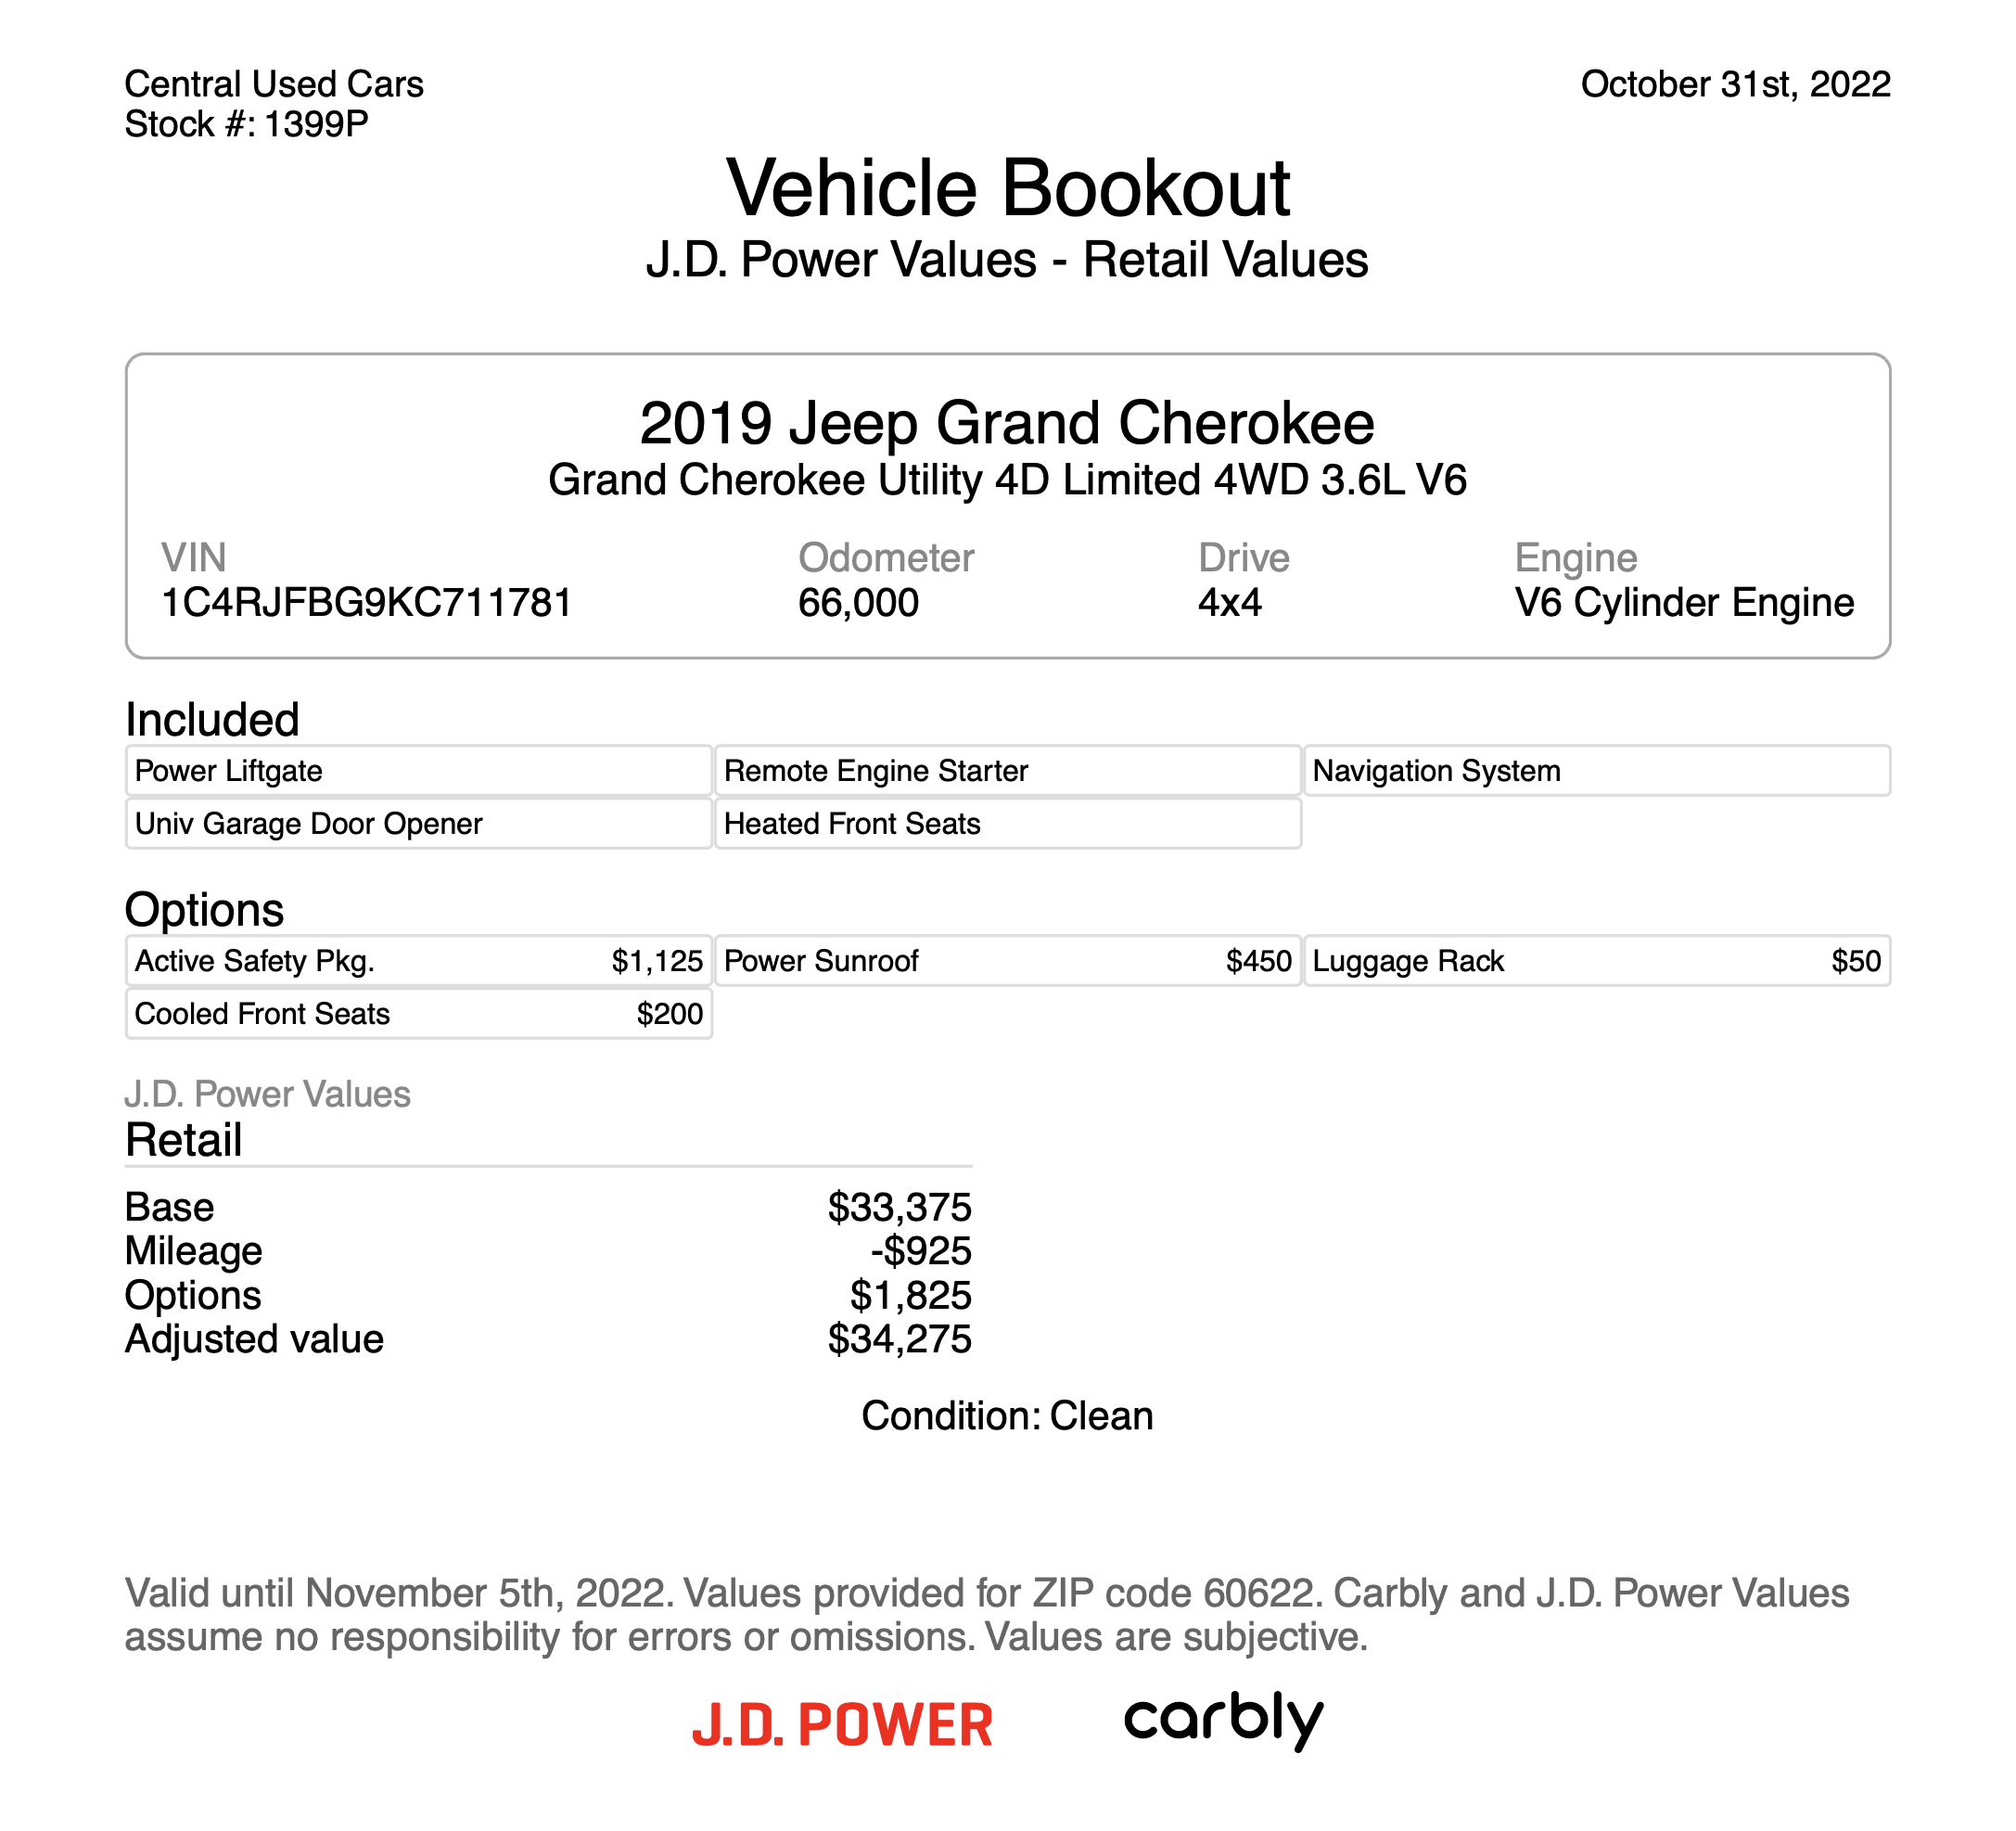 Central Used Cars
October 31st, 2022
Stock #: 1399P
Vehicle Bookout
J.D. Power Values - Retail Values
2019 Jeep Grand Cherokee
Grand Cherokee Utility 4D Limited 4WD 3.6L V6
VIN Odometer Drive Engine
1C4RJFBG9KC711781 66,000 4x4 V6 Cylinder Engine
Included
Power Liftgate Remote Engine Starter Navigation System
Univ Garage Door Opener Heated Front Seats
Options
Active Safety Pkg. $1,125 Power Sunroof $450 Luggage Rack $50
Cooled Front Seats $200
J.D. Power Values
Retail
Base $33,375
Mileage -$925
Options $1,825
Adjusted value $34,275
Condition: Clean
Valid until November 5th, 2022. Values provided for ZIP code 60622. Carbly and J.D. Power Values
assume no responsibility for errors or omissions. Values are subjective.
J.D. POWER carbly